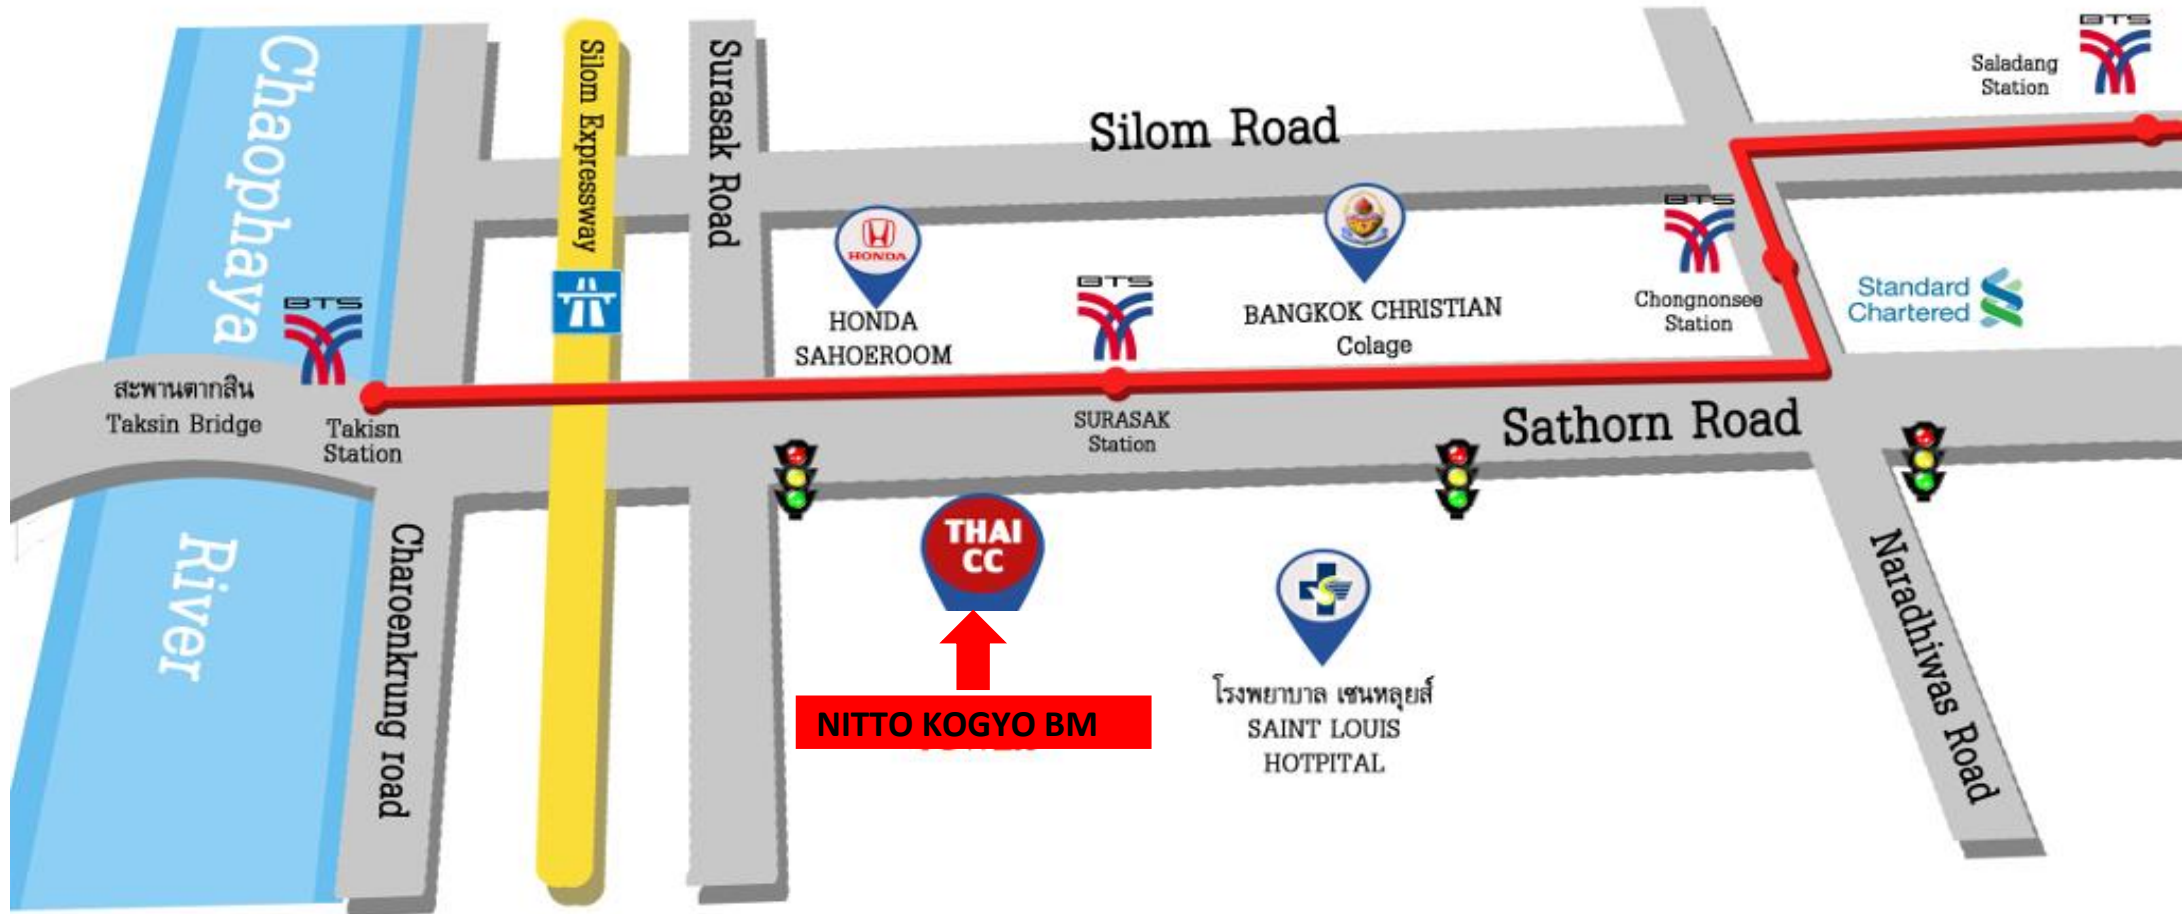 Chaophaya
River
Silom Expressway
Surasak Road
Silom Road
Saladang
Station
BTS
HONDA
HONDA
SAHOEROOM
BTS
BANGKOK CHRISTIAN
Colage
BTS
Chongnonsee
Station
Standard
Chartered
BTS
สะพานตากสิน
Taksin Bridge
Takisn
Station
SURASAK
Station
Sathorn Road
Charoenkrung road
THAI
CC
NITTO KOGYO BM
โรงพยาบาล เซนหลุยส์
SAINT LOUIS
HOTPITAL
Naradhiwas Road